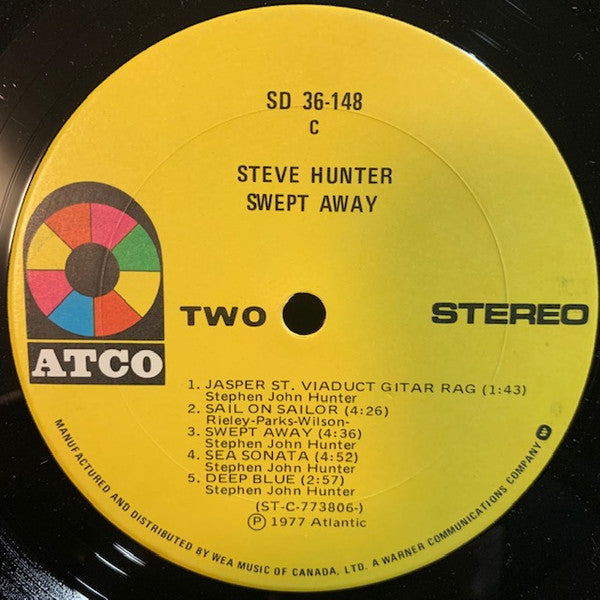 SD 36-148
C
STEVE HUNTER
SWEPT AWAY
ATCO
TWO
STEREO
1. JASPER ST. VIADUCT GITAR RAG (1:43)
Stephen John Hunter
2. SAIL ON SAILOR (4:26)
Rieley-Parks-Wilson-
3. SWEPT AWAY (4:36)
Stephen John Hunter
4. SEA SONATA (4:52)
Stephen John Hunter
5. DEEP BLUE (2:57)
Stephen John Hunter
(ST-C-773806-)
Ⓟ 1977 Atlantic
MANUFACTURED AND DISTRIBUTED BY WEA MUSIC OF CANADA, LTD. A WARNER COMMUNICATIONS COMPANY